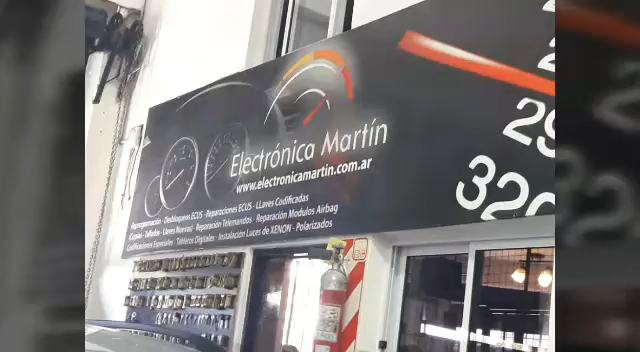 Electrónica Martín
www.electronicamartin.com.ar
Reprogramación - Desbloqueos ECUS - Reparaciones ECUS - LLaves Codificadas
(Copias - Tallados - Llaves Nuevas) - Reparación Telemandos - Reparación Modulos Airbag
Codificaciones Especiales - Tableros Digitales - Instalación Luces de XENON - Polarizados
29
320